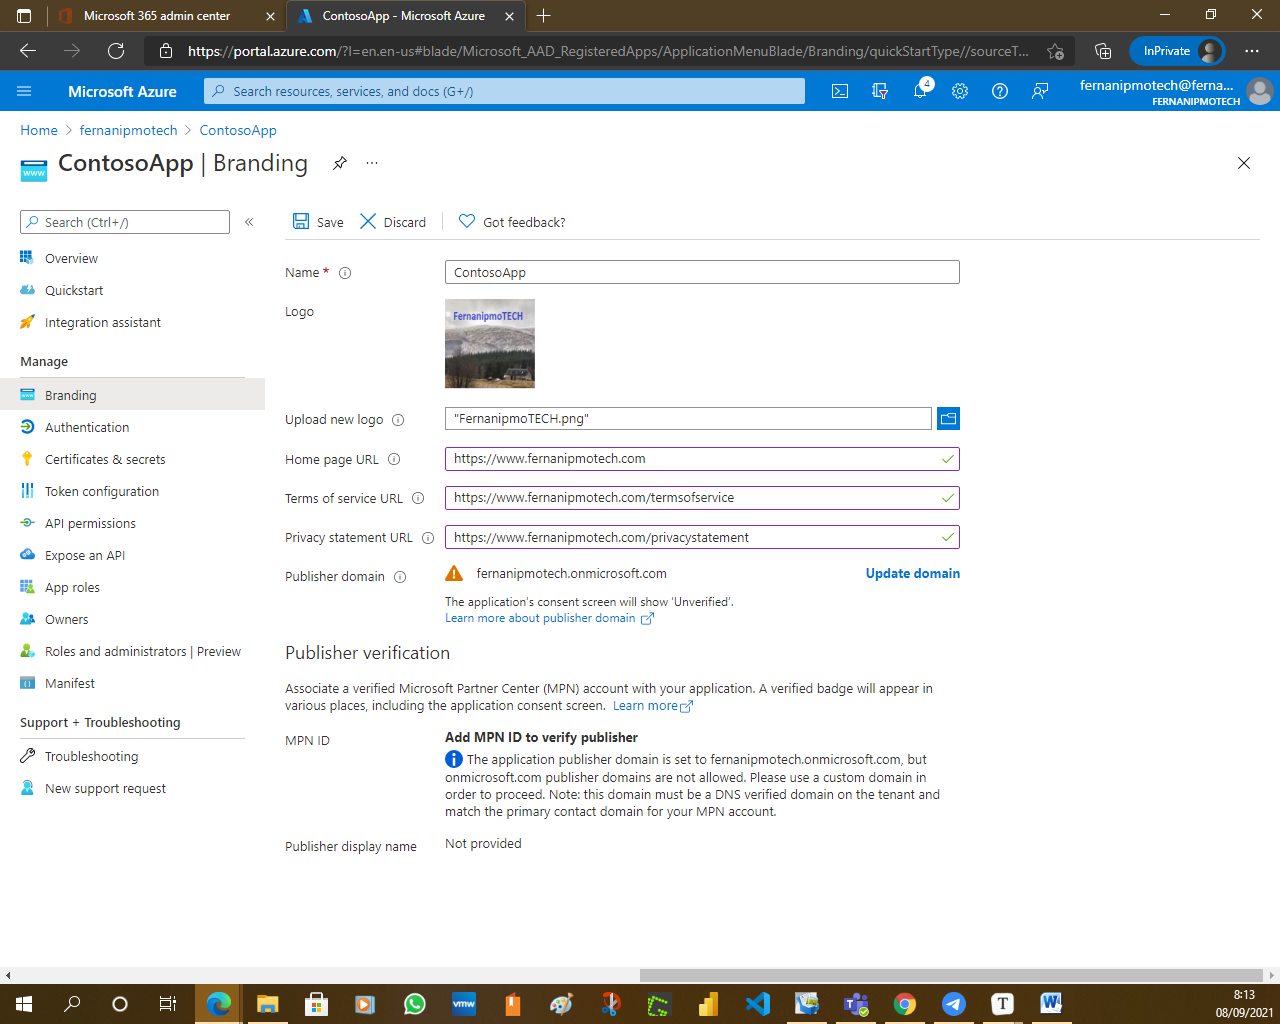 Microsoft 365 admin center
ContosoApp - Microsoft Azure
https://portal.azure.com/?l=en.en-us#blade/Microsoft_AAD_RegisteredApps/ApplicationMenuBlade/Branding/quickStartType//sourceT...
InPrivate
Microsoft Azure
Search resources, services, and docs (G+/)
4
fernanipmotech@ferna...
FERNANIPMOTECH
Home > fernanipmotech > ContosoApp
WWW
ContosoApp | Branding
Search (Ctrl+/)
Save
Discard
Got feedback?
Overview
Quickstart
Integration assistant
Manage
Branding
Authentication
Certificates & secrets
Token configuration
API permissions
Expose an API
App roles
Owners
Roles and administrators | Preview
Manifest
Support + Troubleshooting
Troubleshooting
New support request
Name *
ContosoApp
Logo
FernanipmoTECH
Upload new logo
"FernanipmoTECH.png"
Home page URL
https://www.fernanipmotech.com
Terms of service URL
https://www.fernanipmotech.com/termsofservice
Privacy statement URL
https://www.fernanipmotech.com/privacystatement
Publisher domain
fernanipmotech.onmicrosoft.com
Update domain
The application's consent screen will show 'Unverified'.
Learn more about publisher domain
Publisher verification
Associate a verified Microsoft Partner Center (MPN) account with your application. A verified badge will appear in
various places, including the application consent screen. Learn more
MPN ID
Add MPN ID to verify publisher
The application publisher domain is set to fernanipmotech.onmicrosoft.com, but
onmicrosoft.com publisher domains are not allowed. Please use a custom domain in
order to proceed. Note: this domain must be a DNS verified domain on the tenant and
match the primary contact domain for your MPN account.
Publisher display name
Not provided
vmw
T
W
8:13
08/09/2021